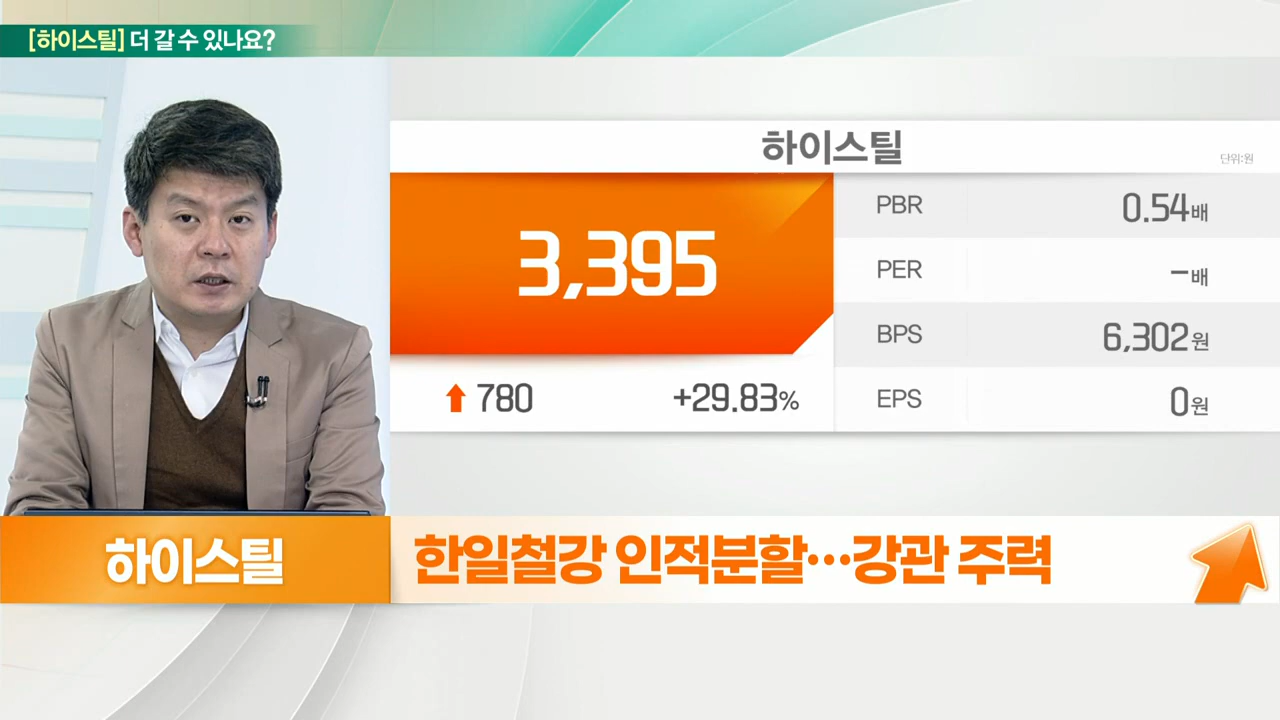 [하이스틸] 더 갈 수 있나요?
하이스틸
단위:원
3,395
780 +29.83%
PBR 0.54배
PER -배
BPS 6,302원
EPS 0원
하이스틸
한일철강 인적분할…강관 주력